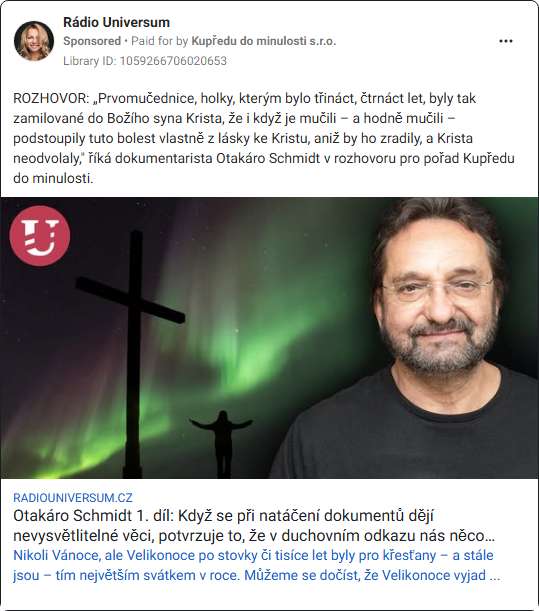 Rádio Universum
Sponsored • Paid for by Kupředu do minulosti s.r.o.
Library ID: 1059266706020653
ROZHOVOR: „Prvomučednice, holky, kterým bylo třináct, čtrnáct let, byly tak
zamilované do Božího syna Krista, že i když je mučili – a hodně mučili –
podstoupily tuto bolest vlastně z lásky ke Kristu, aniž by ho zradily, a Krista
neodvolaly," říká dokumentarista Otakáro Schmidt v rozhovoru pro pořad Kupředu
do minulosti.
U
RADIOUNIVERSUM.CZ
Otakáro Schmidt 1. díl: Když se při natáčení dokumentů dějí
nevysvětlitelné věci, potvrzuje to, že v duchovním odkazu nás něco...
Nikoli Vánoce, ale Velikonoce po stovky či tisíce let byly pro křesťany – a stále
jsou – tím největším svátkem v roce. Můžeme se dočíst, že Velikonoce vyjad ...